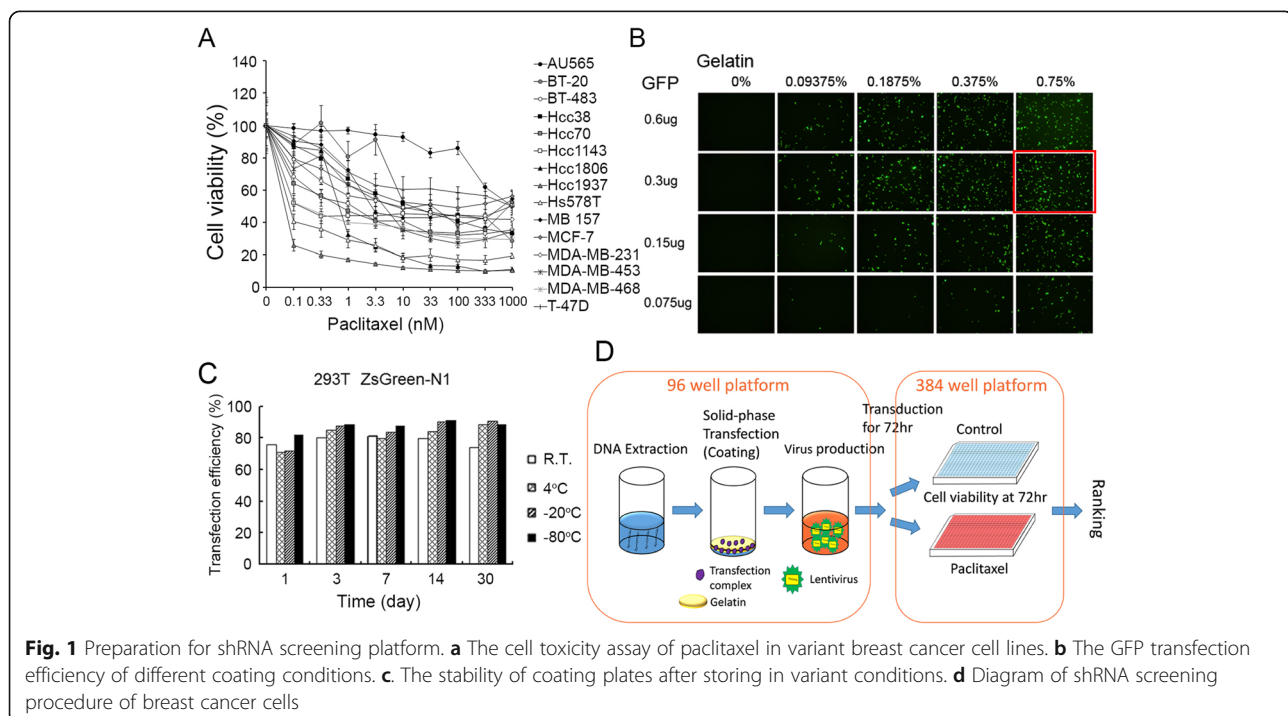 A
Cell viability (%)
140
120
100
80
60
40
20
0
0 0.1 0.33 1 3.3 10 33 100 333 1000
Paclitaxel (nM)
AU565
BT-20
BT-483
Hcc38
Hcc70
Hcc1143
Hcc1806
Hcc1937
Hs578T
MB 157
MCF-7
MDA-MB-231
MDA-MB-453
MDA-MB-468
T-47D
B
Gelatin
GFP 0% 0.09375% 0.1875% 0.375% 0.75%
0.6ug
0.3ug
0.15ug
0.075ug
C
293T ZsGreen-N1
Transfection efficiency (%)
100
80
60
40
20
0
1 3 7 14 30
Time (day)
R.T.
4°C
-20°C
-80°C
D
96 well platform
DNA Extraction
Solid-phase
Transfection
(Coating)
Virus production
Transfection
complex
Gelatin
Lentivirus
Transduction
for 72hr
384 well platform
Control
Cell viability at 72hr
Paclitaxel
Ranking
Fig. 1 Preparation for shRNA screening platform. a The cell toxicity assay of paclitaxel in variant breast cancer cell lines. b The GFP transfection
efficiency of different coating conditions. c. The stability of coating plates after storing in variant conditions. d Diagram of shRNA screening
procedure of breast cancer cells